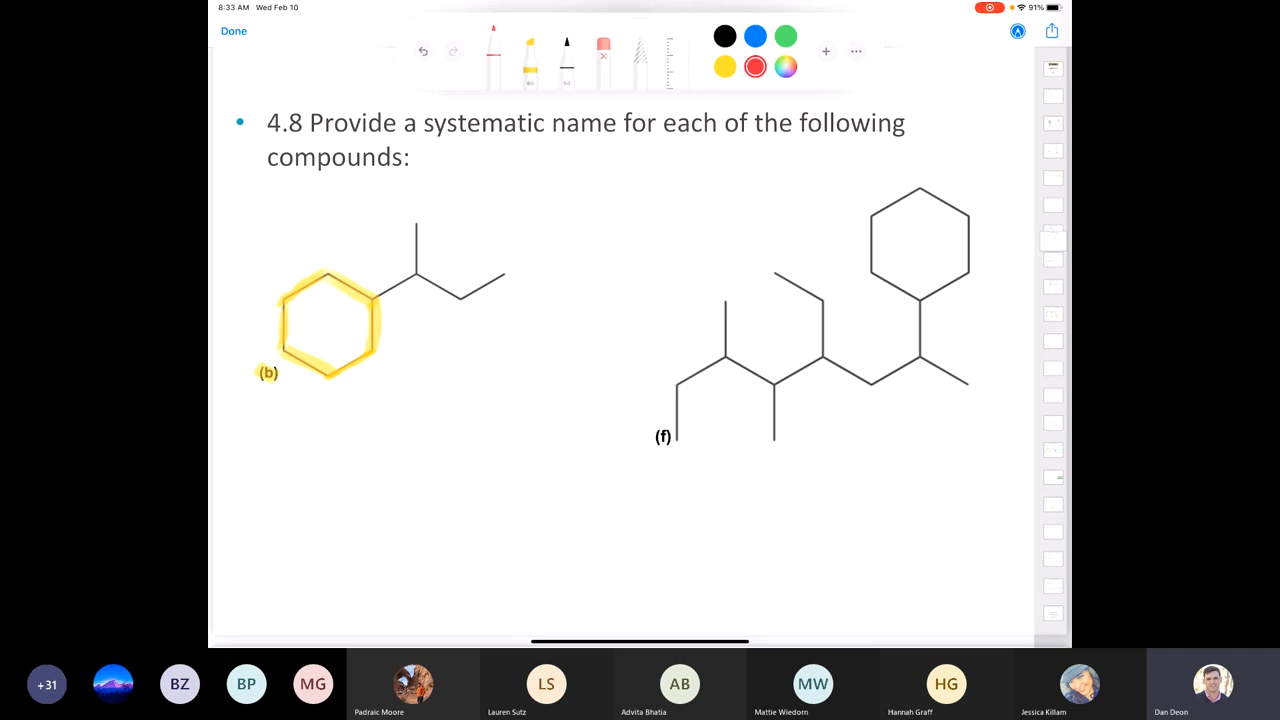 8:33 AM Wed Feb 10
91%
Done
• 4.8 Provide a systematic name for each of the following
compounds:
(b)
(f)
+31
BZ
BP
MG
LS
AB
MW
HG
Padraic Moore
Lauren Sutz
Advita Bhatia
Mattie Wiedorn
Hannah Graff
Jessica Killam
Dan Deon